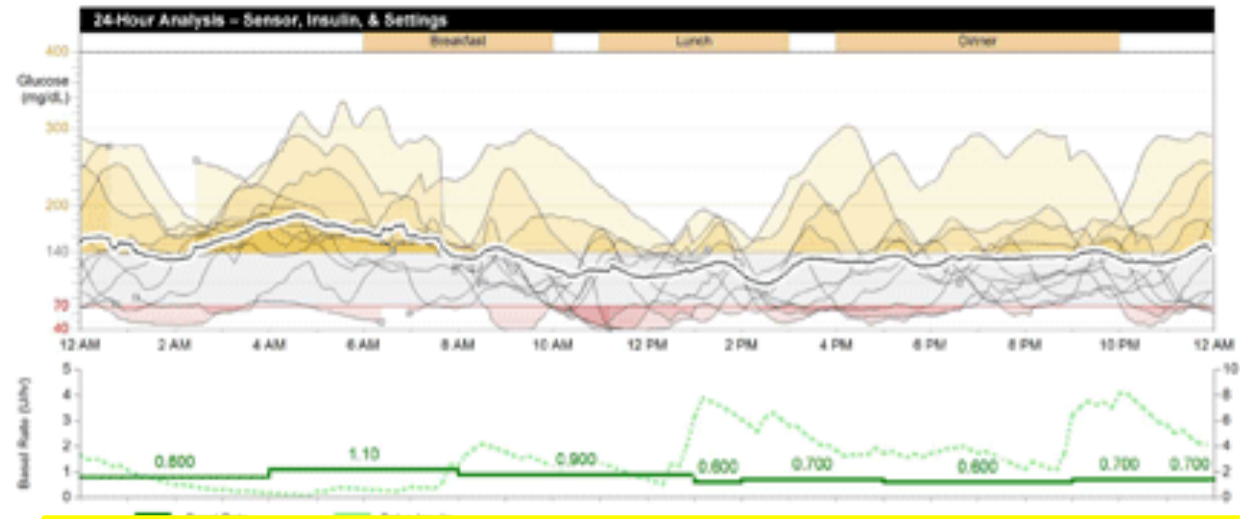 24-Hour Analysis – Sensor, Insulin, & Settings
Breakfast Lunch Dinner
400
Glucose
(mg/dL)
300
200
140
70
40
12 AM 2 AM 4 AM 6 AM 8 AM 10 AM 12 PM 2 PM 4 PM 6 PM 8 PM 10 PM 12 AM
Basal Rate (U/hr)
5 10
4 8
3 6
2 4
1 2
0 0
0.800 1.10 0.900 0.600 0.700 0.600 0.700 0.700